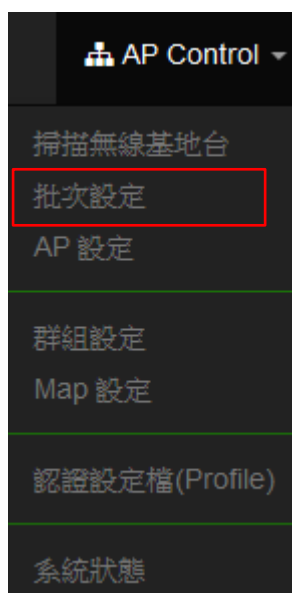 AP Control
掃描無線基地台
批次設定
AP 設定
群組設定
Map 設定
認證設定檔(Profile)
系統狀態